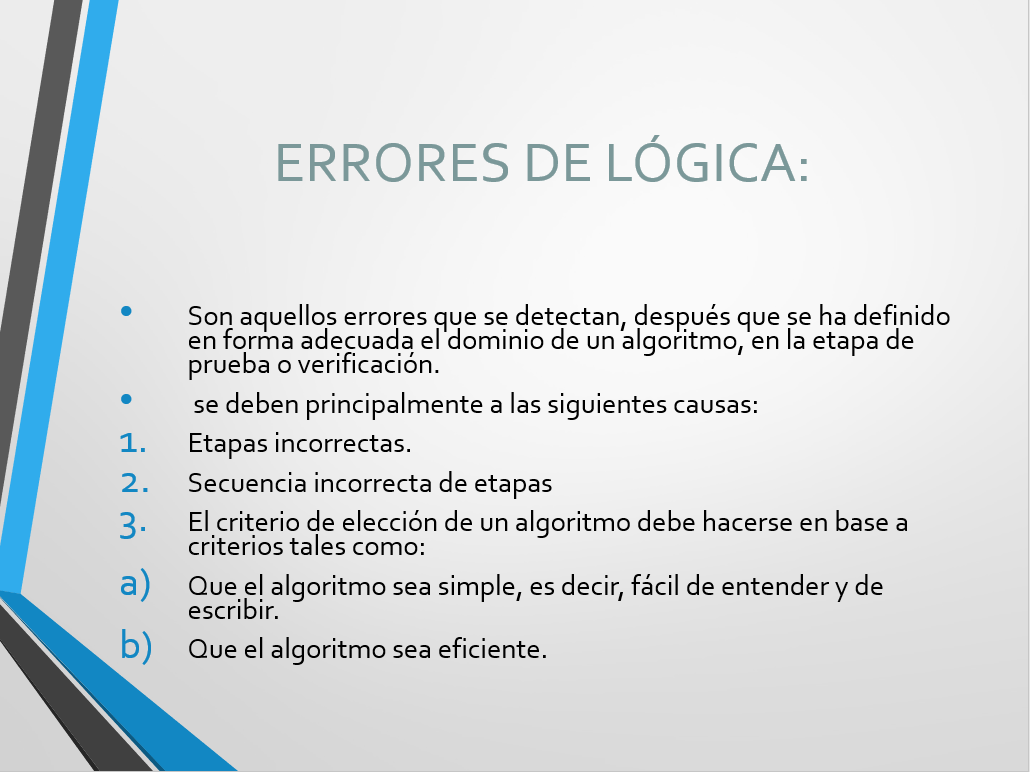 ERRORES DE LÓGICA:
• Son aquellos errores que se detectan, después que se ha definido
en forma adecuada el dominio de un algoritmo, en la etapa de
prueba o verificación.
• se deben principalmente a las siguientes causas:
1. Etapas incorrectas.
2. Secuencia incorrecta de etapas
3. El criterio de elección de un algoritmo debe hacerse en base a
criterios tales como:
a) Que el algoritmo sea simple, es decir, fácil de entender y de
escribir.
b) Que el algoritmo sea eficiente.